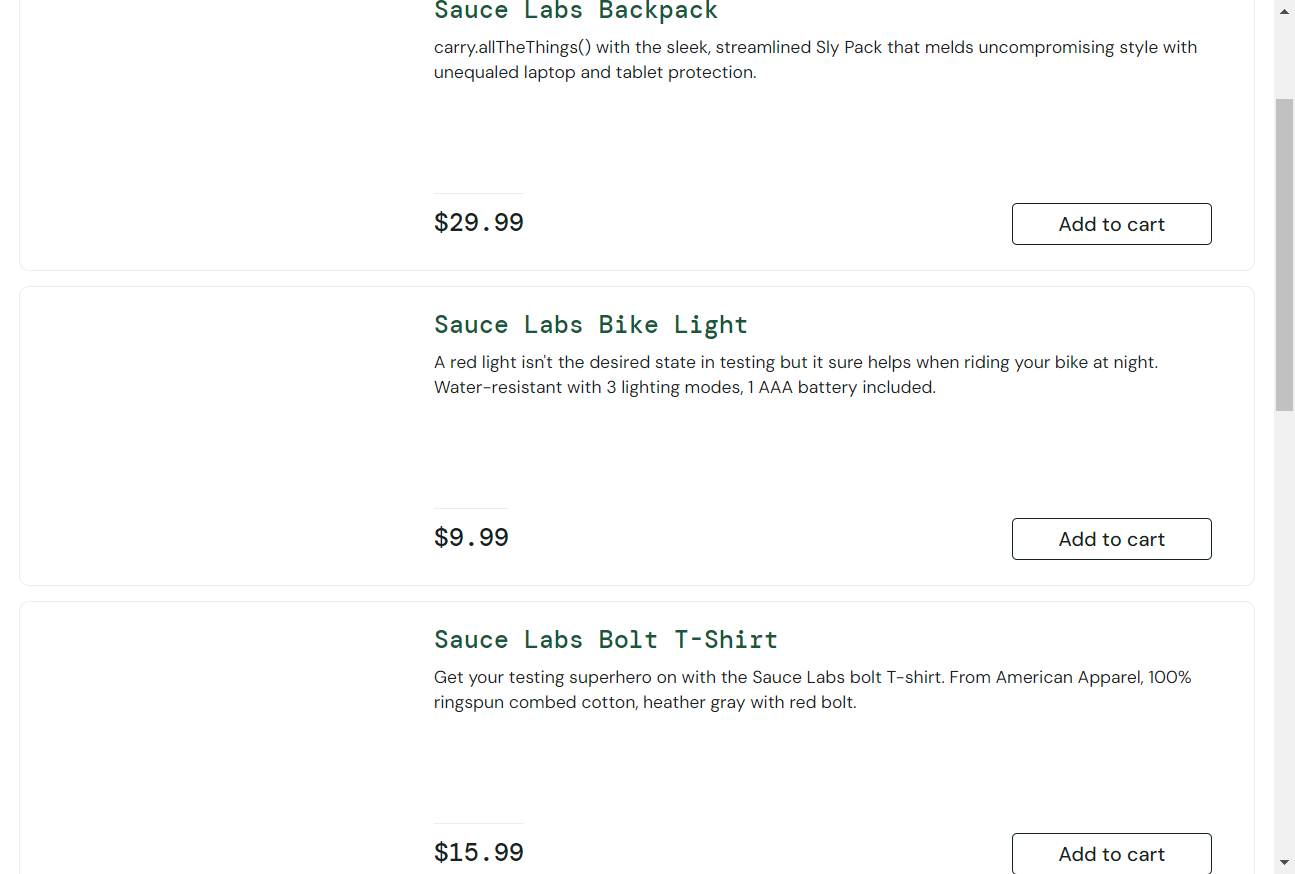 Sauce Labs Backpack
carry.allTheThings() with the sleek, streamlined Sly Pack that melds uncompromising style with
unequaled laptop and tablet protection.
$29.99
Add to cart
Sauce Labs Bike Light
A red light isn't the desired state in testing but it sure helps when riding your bike at night.
Water-resistant with 3 lighting modes, 1 AAA battery included.
$9.99
Add to cart
Sauce Labs Bolt T-Shirt
Get your testing superhero on with the Sauce Labs bolt T-shirt. From American Apparel, 100%
ringspun combed cotton, heather gray with red bolt.
$15.99
Add to cart